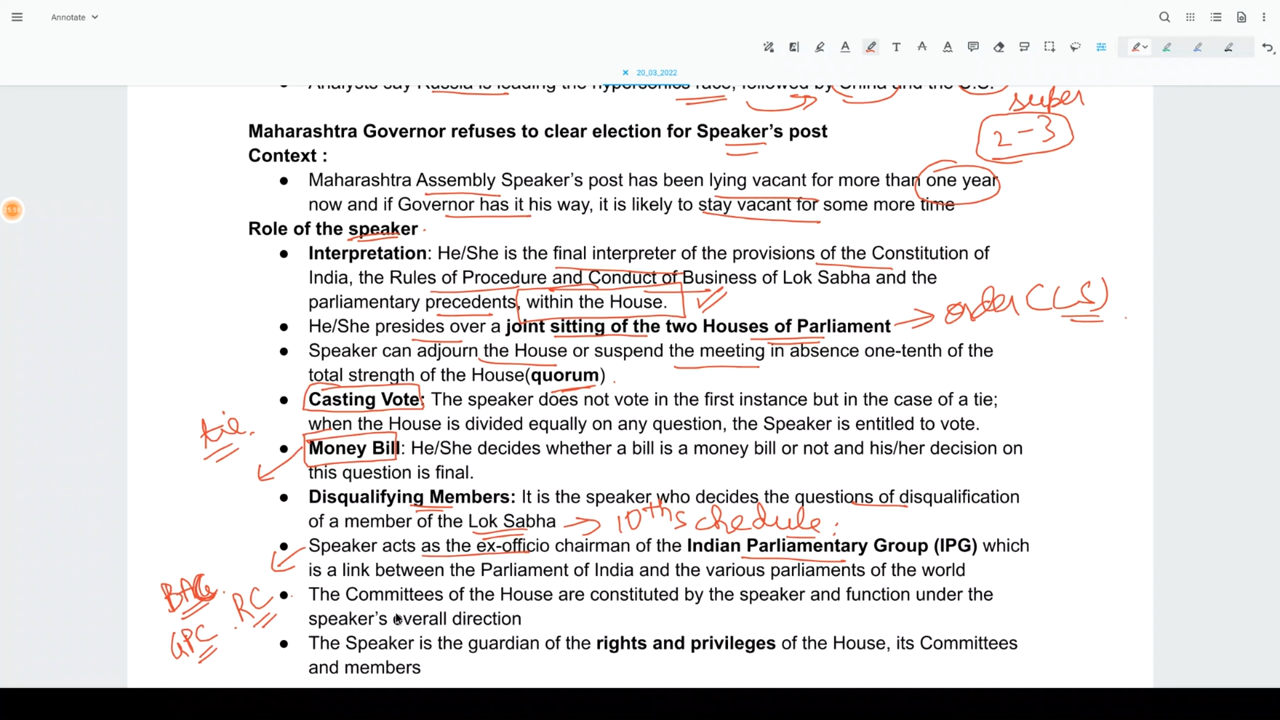 Annotate
20_03_2022
Analysts say Russia is leading the hypersonics race, followed by China and the U.S.
super
2-3
Maharashtra Governor refuses to clear election for Speaker's post
Context :
● Maharashtra Assembly Speaker's post has been lying vacant for more than one year
now and if Governor has it his way, it is likely to stay vacant for some more time
Role of the speaker
● Interpretation: He/She is the final interpreter of the provisions of the Constitution of
India, the Rules of Procedure and Conduct of Business of Lok Sabha and the
parliamentary precedents, within the House.
● He/She presides over a joint sitting of the two Houses of Parliament → order (LS)
● Speaker can adjourn the House or suspend the meeting in absence one-tenth of the
total strength of the House(quorum)
● Casting Vote: The speaker does not vote in the first instance but in the case of a tie;
when the House is divided equally on any question, the Speaker is entitled to vote.
tie.
● Money Bill: He/She decides whether a bill is a money bill or not and his/her decision on
this question is final.
● Disqualifying Members: It is the speaker who decides the questions of disqualification
of a member of the Lok Sabha → 10th schedule.
● Speaker acts as the ex-officio chairman of the Indian Parliamentary Group (IPG) which
is a link between the Parliament of India and the various parliaments of the world
BAC
RC
GPC
● The Committees of the House are constituted by the speaker and function under the
speaker's overall direction
● The Speaker is the guardian of the rights and privileges of the House, its Committees
and members